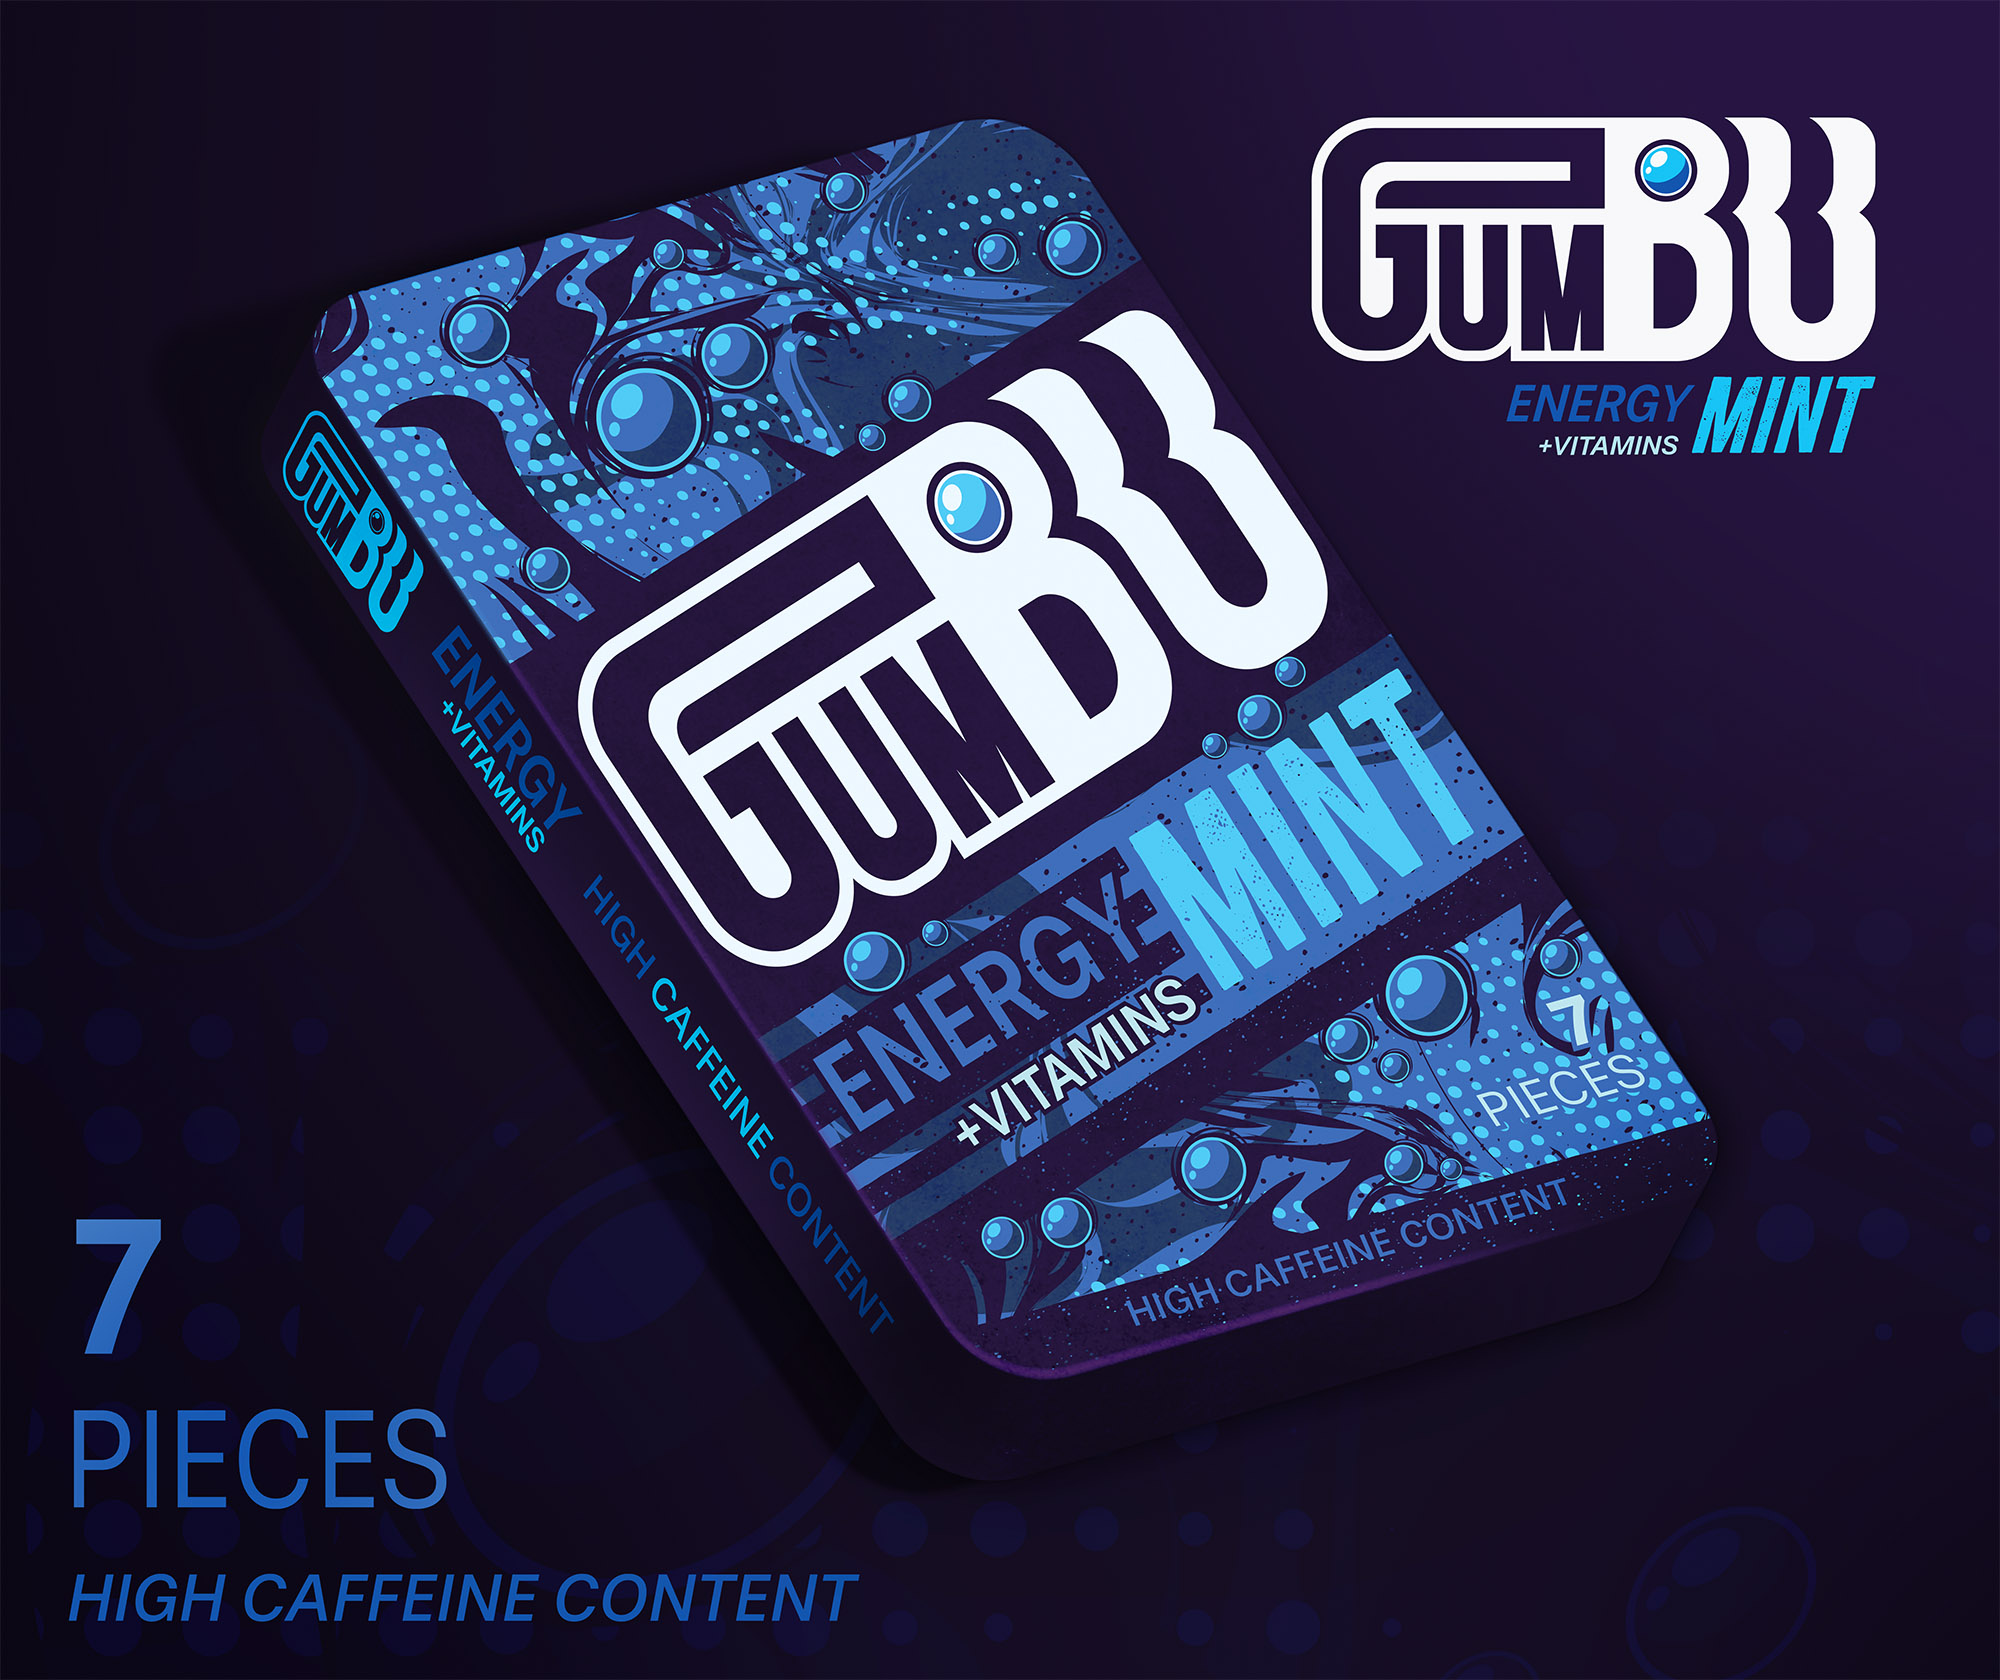 GUMBU
ENERGY MINT
+VITAMINS
GUMBU
ENERGY MINT
+VITAMINS
7
PIECES
HIGH CAFFEINE CONTENT
GUMBU
ENERGY
+VITAMINS
HIGH CAFFEINE CONTENT
7
PIECES
HIGH CAFFEINE CONTENT